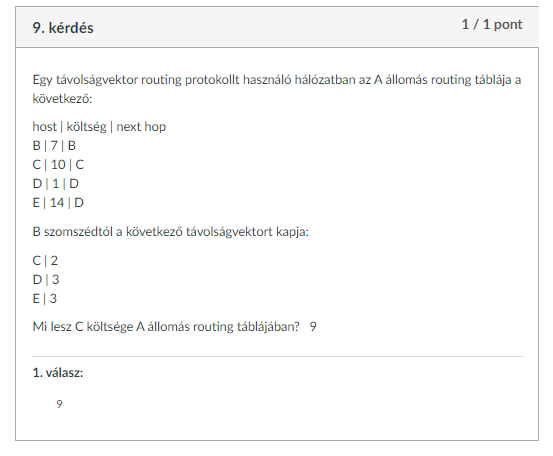 9. kérdés
1 / 1 pont
Egy távolságvektor routing protokollt használó hálózatban az A állomás routing táblája a
következő:
host | költség | next hop
B | 7 | B
C | 10 | C
D | 1 | D
E | 14 | D
B szomszédtól a következő távolságvektort kapja:
C | 2
D | 3
E | 3
Mi lesz C költsége A állomás routing táblájában? 9
1. válasz:
9